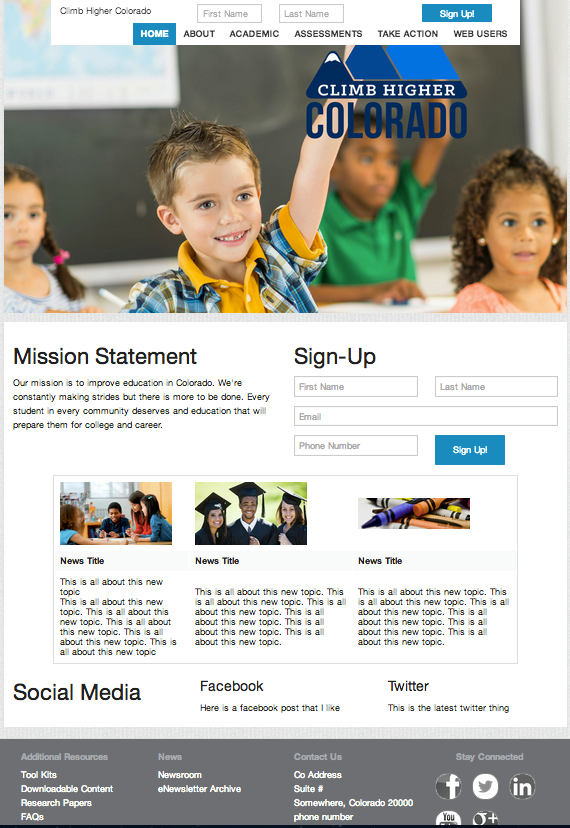 Climb Higher Colorado
First Name
Last Name
Sign Up!
HOME ABOUT ACADEMIC ASSESSMENTS TAKE ACTION WEB USERS
CLIMB HIGHER
COLORADO
Mission Statement
Our mission is to improve education in Colorado. We're
constantly making strides but there is more to be done. Every
student in every community deserves and education that will
prepare them for college and career.
Sign-Up
First Name
Last Name
Email
Phone Number
Sign Up!
News Title
This is all about this new
topic
This is all about this new
topic. This is all about this
new topic. This is all about
this new topic. This is all
about this new topic. This
is all about this new topic
News Title
This is all about this new topic. This
is all about this new topic. This is all
about this new topic. This is all
about this new topic. This is all
about this new topic. This is all
about this new topic.
News Title
This is all about this new topic. This
is all about this new topic. This is all
about this new topic. This is all
about this new topic. This is all
about this new topic. This is all
about this new topic.
Social Media
Facebook
Here is a facebook post that I like
Twitter
This is the latest twitter thing
Additional Resources
Tool Kits
Downloadable Content
Research Papers
FAQs
News
Newsroom
eNewsletter Archive
Contact Us
Co Address
Suite #
Somewhere, Colorado 20000
phone number
Stay Connected
f
in
You
g+